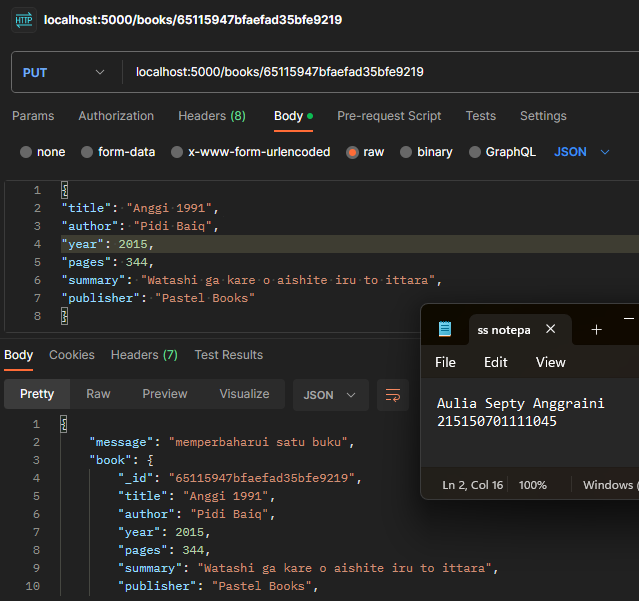 HTTP localhost:5000/books/65115947bfaefad35bfe9219
PUT localhost:5000/books/65115947bfaefad35bfe9219
Params Authorization Headers (8) Body Pre-request Script Tests Settings
none form-data x-www-form-urlencoded raw binary GraphQL JSON
1 {
2 "title": "Anggi 1991",
3 "author": "Pidi Baiq",
4 "year": 2015,
5 "pages": 344,
6 "summary": "Watashi ga kare o aishite iru to ittara",
7 "publisher": "Pastel Books"
8 }
Body Cookies Headers (7) Test Results
Pretty Raw Preview Visualize JSON
1 {
2 "message": "memperbaharui satu buku",
3 "book": {
4 "_id": "65115947bfaefad35bfe9219",
5 "title": "Anggi 1991",
6 "author": "Pidi Baiq",
7 "year": 2015,
8 "pages": 344,
9 "summary": "Watashi ga kare o aishite iru to ittara",
10 "publisher": "Pastel Books",
ss notepa
File Edit View
Aulia Septy Anggraini
215150701111045
Ln 2, Col 16 100% Windows (